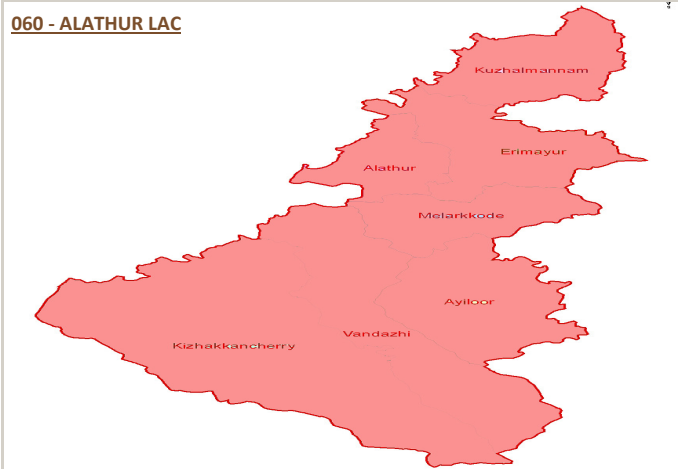 060 - ALATHUR LAC
Kuzhalmannam
Erimayur
Alathur
Melarkkode
Ayiloor
Vandazhi
Kizhakkancherry